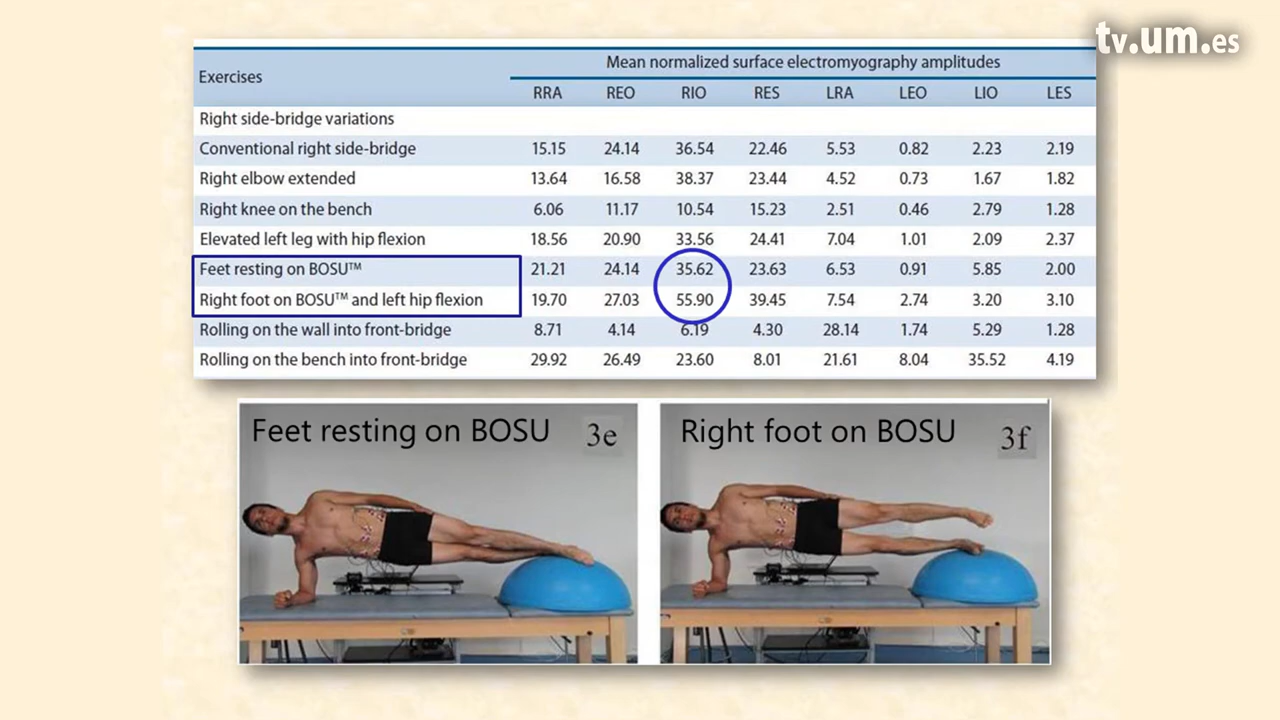 tv.um.es
Exercises Mean normalized surface electromyography amplitudes
RRA REO RIO RES LRA LEO LIO LES
Right side-bridge variations
Conventional right side-bridge 15.15 24.14 36.54 22.46 5.53 0.82 2.23 2.19
Right elbow extended 13.64 16.58 38.37 23.44 4.52 0.73 1.67 1.82
Right knee on the bench 6.06 11.17 10.54 15.23 2.51 0.46 2.79 1.28
Elevated left leg with hip flexion 18.56 20.90 33.56 24.41 7.04 1.01 2.09 2.37
Feet resting on BOSU™ 21.21 24.14 35.62 23.63 6.53 0.91 5.85 2.00
Right foot on BOSU™ and left hip flexion 19.70 27.03 55.90 39.45 7.54 2.74 3.20 3.10
Rolling on the wall into front-bridge 8.71 4.14 6.19 4.30 28.14 1.74 5.29 1.28
Rolling on the bench into front-bridge 29.92 26.49 23.60 8.01 21.61 8.04 35.52 4.19
Feet resting on BOSU 3e
Right foot on BOSU 3f